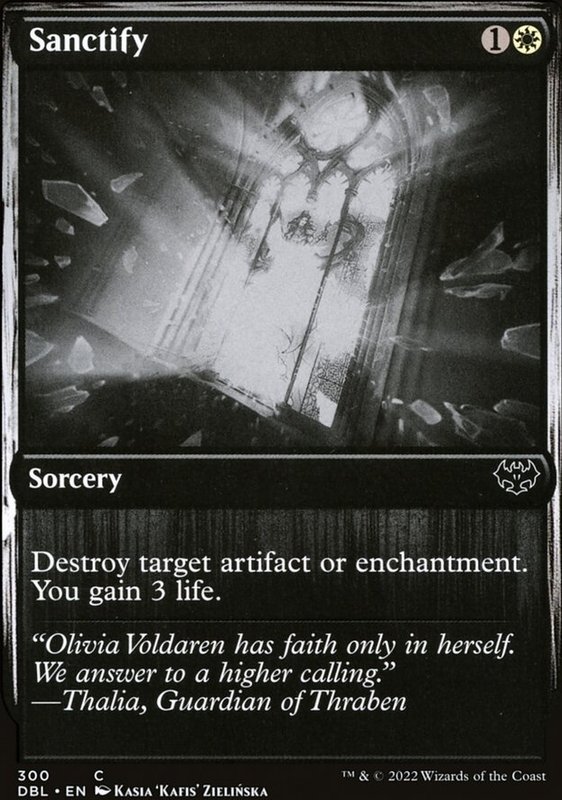 Sanctify 1
Sorcery
Destroy target artifact or enchantment.
You gain 3 life.
“Olivia Voldaren has faith only in herself.
We answer to a higher calling.”
—Thalia, Guardian of Thraben
300 C
DBL • EN Kasia ‘Kafis’ Zielińska
™ & © 2022 Wizards of the Coast